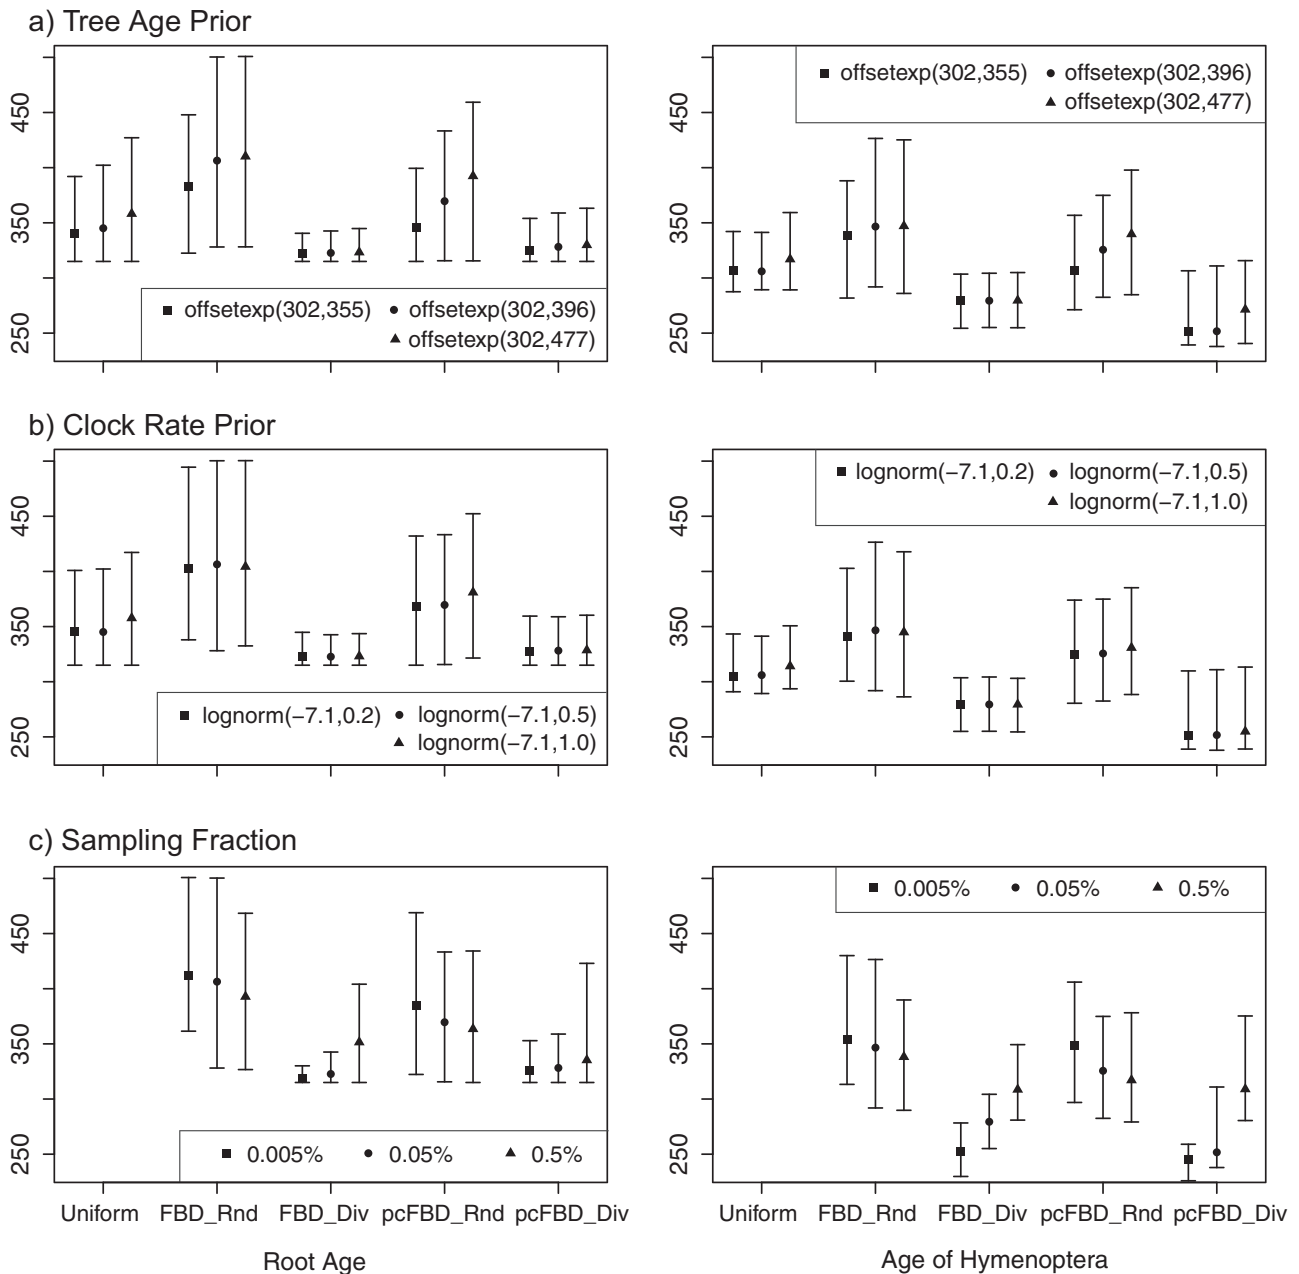 a) Tree Age Prior
450
350
250
offsetexp(302,355) offsetexp(302,396)
offsetexp(302,477)
450
350
250
offsetexp(302,355) offsetexp(302,396)
offsetexp(302,477)
b) Clock Rate Prior
450
350
250
lognorm(−7.1,0.2) lognorm(−7.1,0.5)
lognorm(−7.1,1.0)
450
350
250
lognorm(−7.1,0.2) lognorm(−7.1,0.5)
lognorm(−7.1,1.0)
c) Sampling Fraction
450
350
250
0.005% 0.05% 0.5%
Uniform FBD_Rnd FBD_Div pcFBD_Rnd pcFBD_Div
Root Age
450
350
250
0.005% 0.05% 0.5%
Uniform FBD_Rnd FBD_Div pcFBD_Rnd pcFBD_Div
Age of Hymenoptera